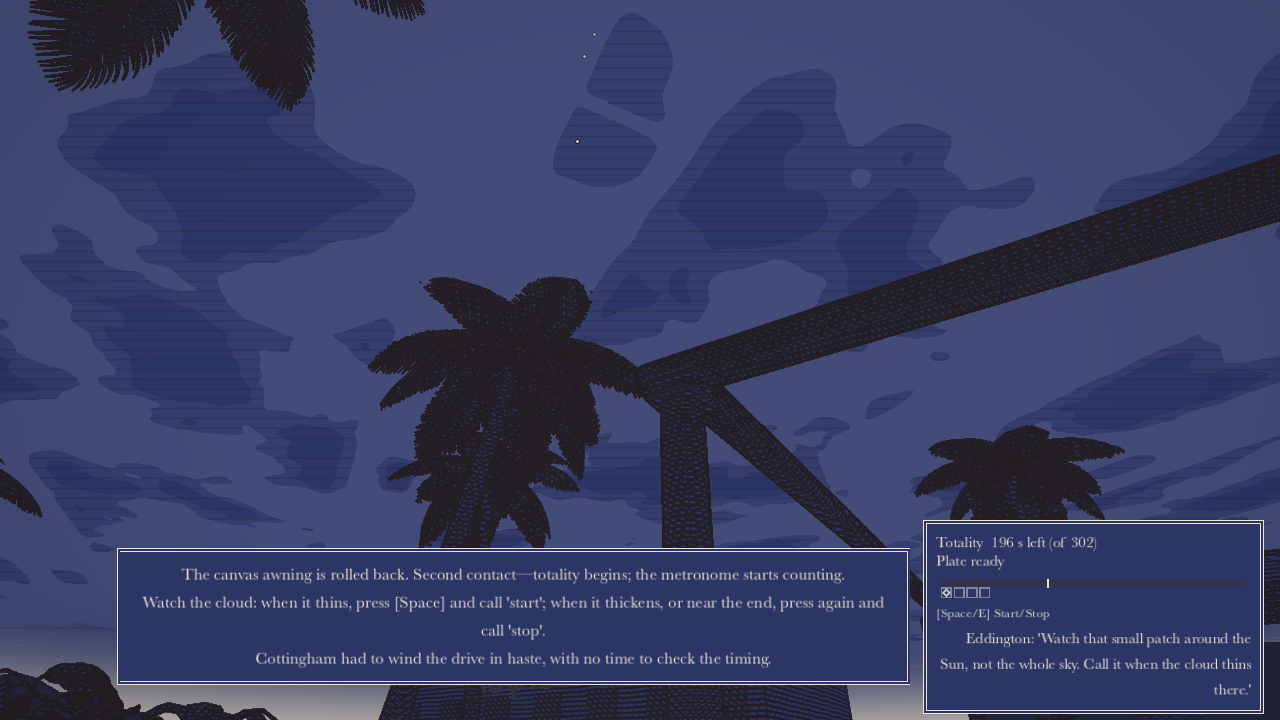 The canvas awning is rolled back. Second contact—totality begins; the metronome starts counting.
Watch the cloud: when it thins, press [Space] and call 'start'; when it thickens, or near the end, press again and
call 'stop'.
Cottingham had to wind the drive in haste, with no time to check the timing.
Totality 196 s left (of 302)
Plate ready
[Space/E] Start/Stop
Eddington: 'Watch that small patch around the
Sun, not the whole sky. Call it when the cloud thins
there.'